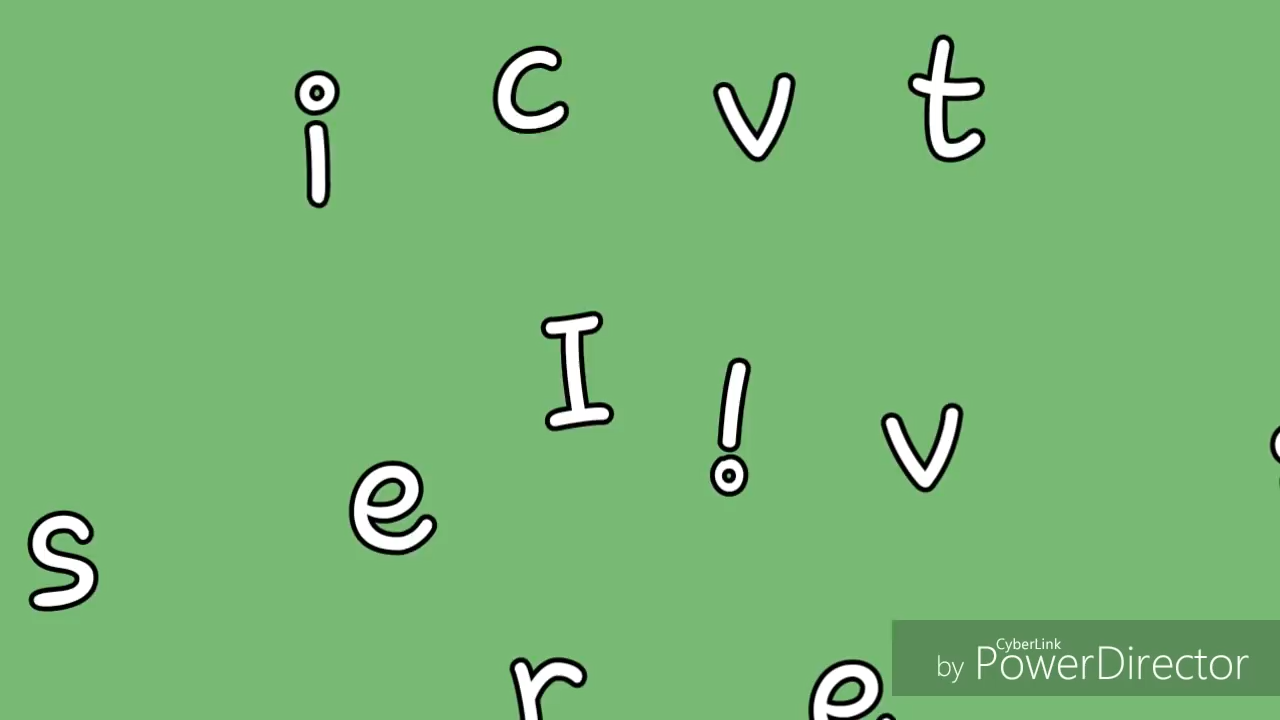 i c v t
I ! v
s e
r e
CyberLink
by PowerDirector